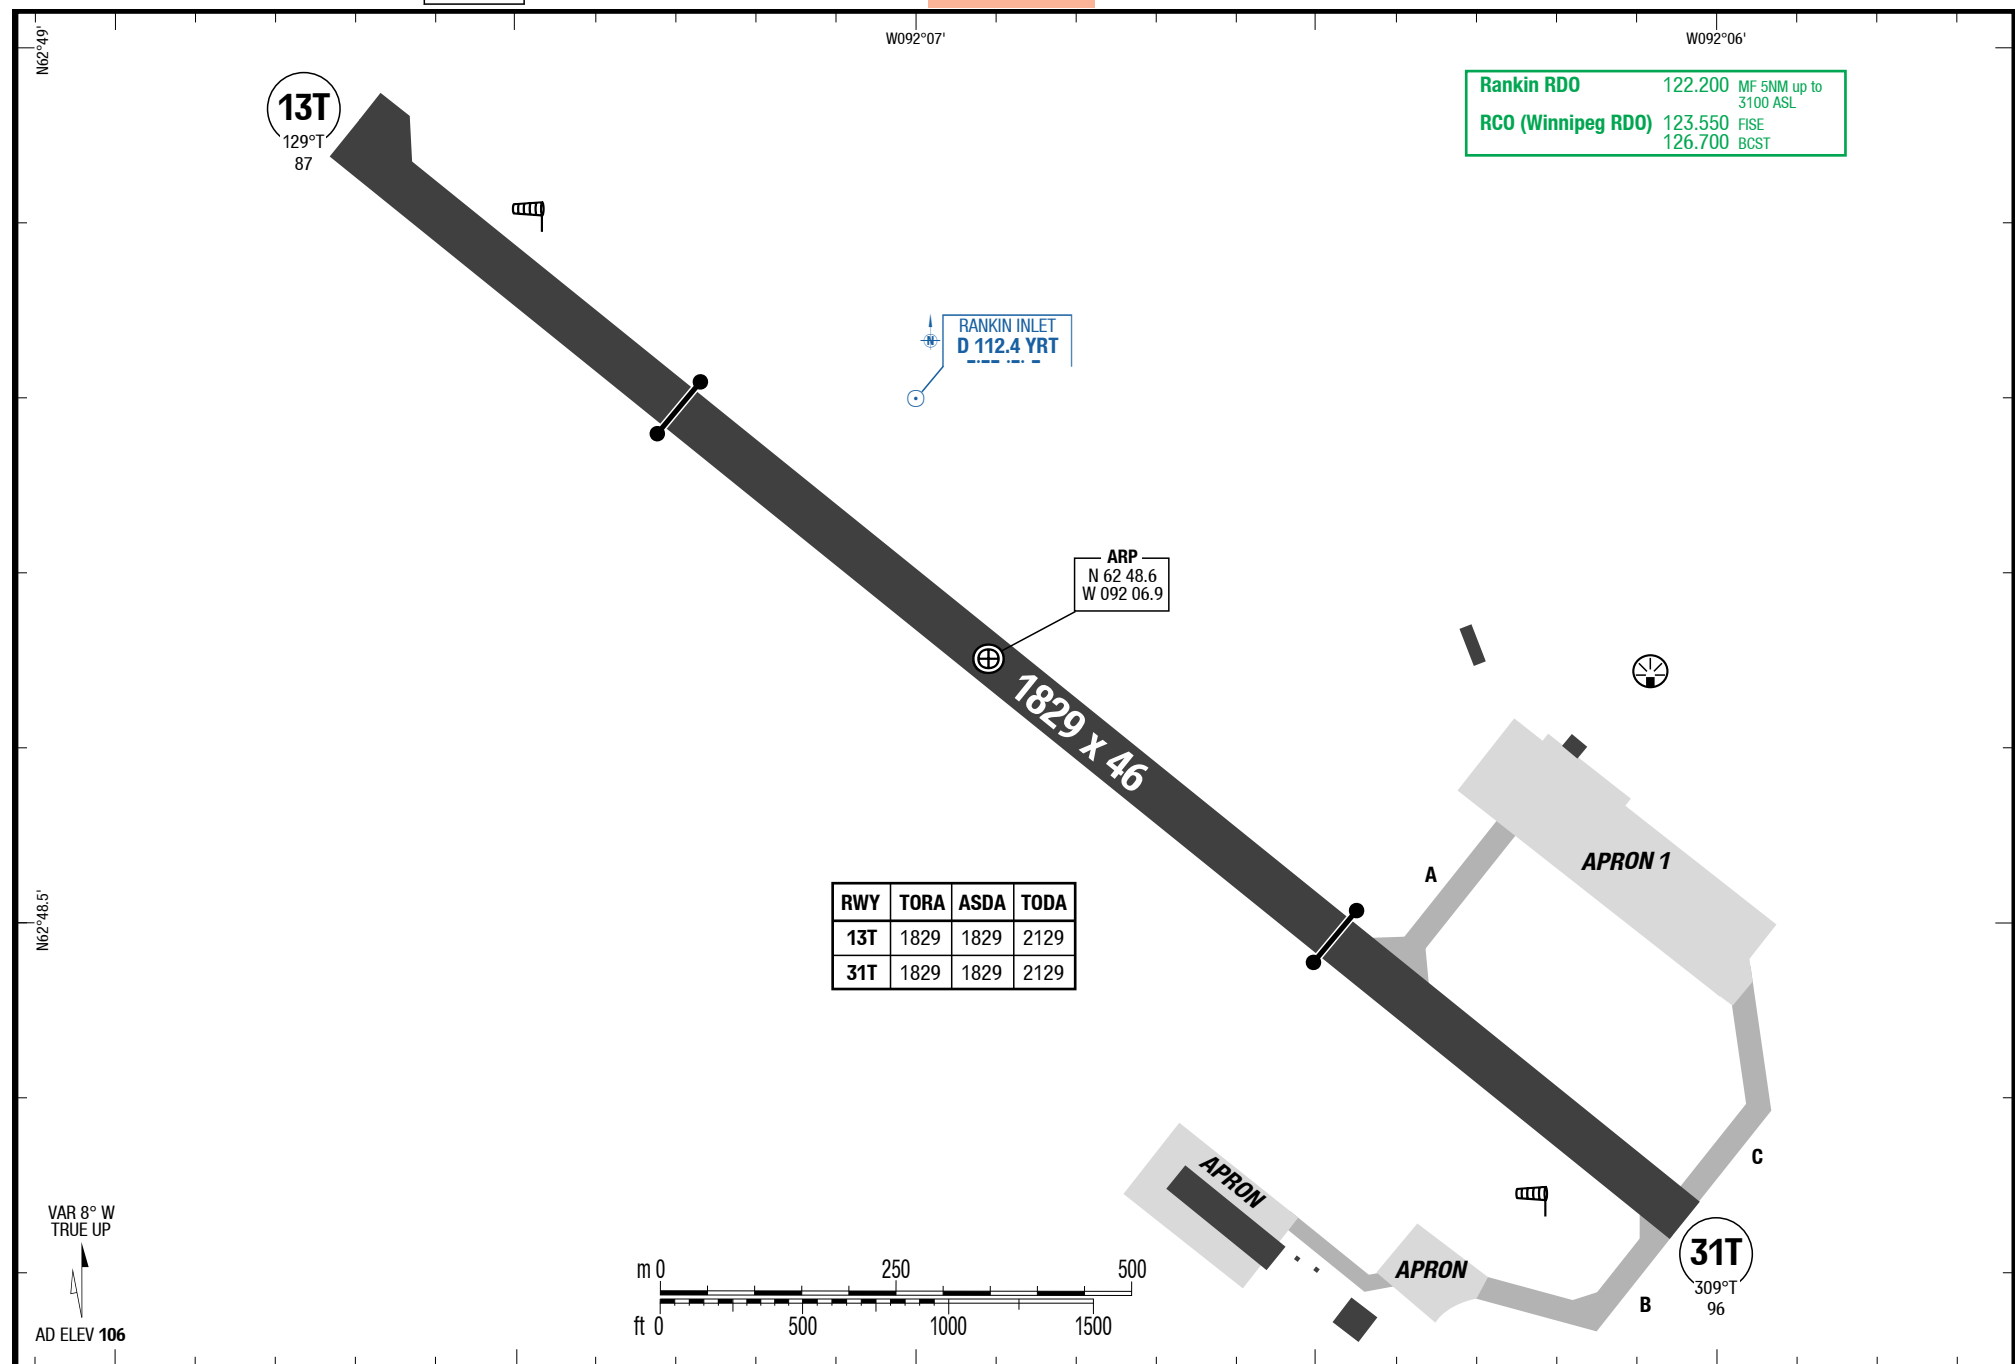 N62°49'
W092°07'
W092°06'
13T
129°T
87
Rankin RDO 122.200 MF 5NM up to
3100 ASL
RCO (Winnipeg RDO) 123.550 FISE
126.700 BCST
N
RANKIN INLET
D 112.4 YRT
ARP
N 62 48.6
W 092 06.9
1829 x 46
APRON 1
A
N62°48.5'
RWY TORA ASDA TODA
13T 1829 1829 2129
31T 1829 1829 2129
C
APRON
APRON
B
31T
309°T
96
VAR 8° W
TRUE UP
AD ELEV 106
m 0 250 500
ft 0 500 1000 1500